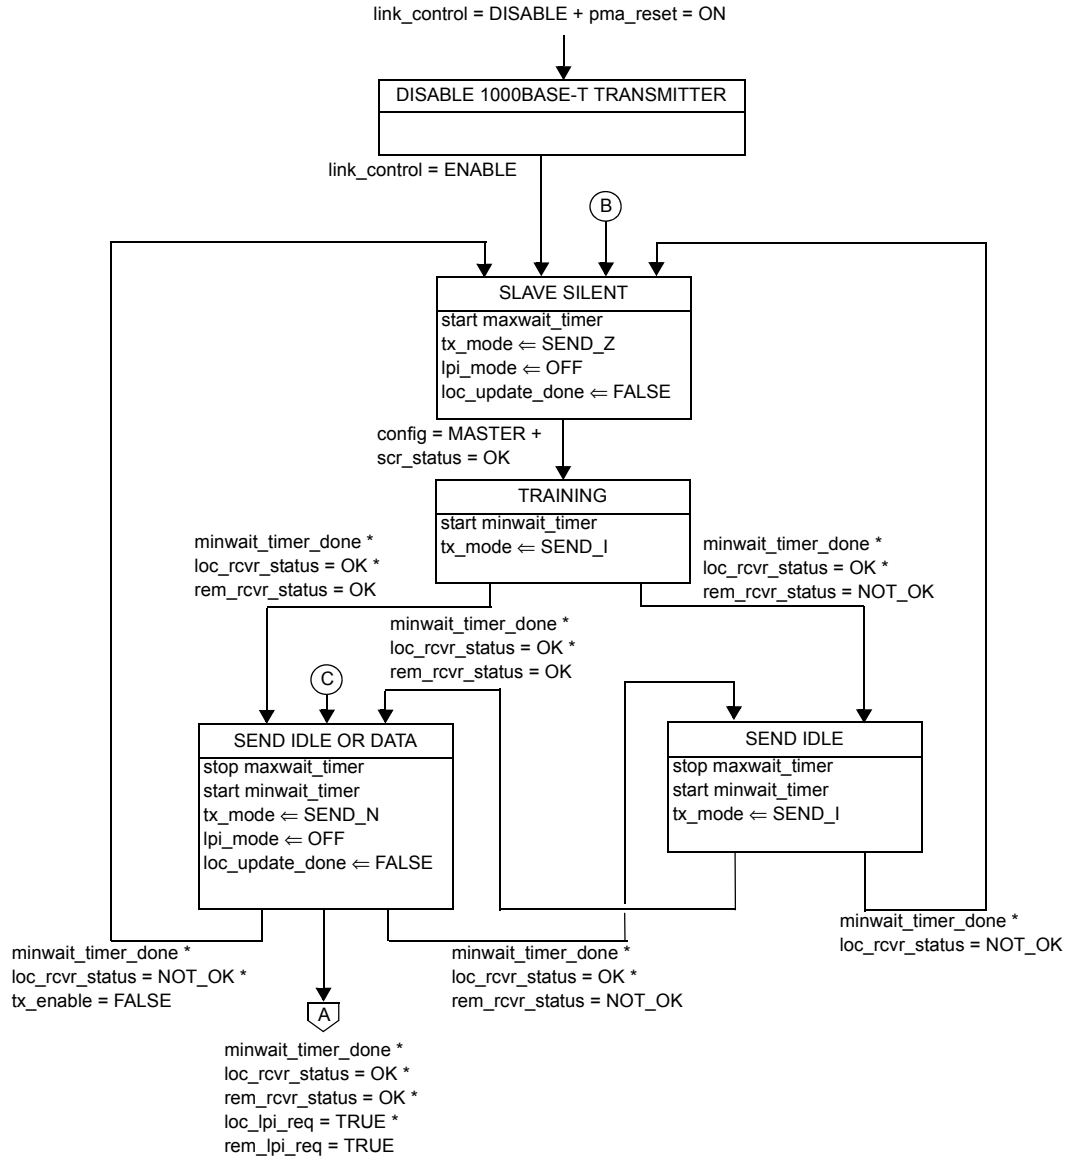 link_control = DISABLE + pma_reset = ON
DISABLE 1000BASE-T TRANSMITTER
link_control = ENABLE
B
SLAVE SILENT
start maxwait_timer
tx_mode ⇐ SEND_Z
lpi_mode ⇐ OFF
loc_update_done ⇐ FALSE
config = MASTER +
scr_status = OK
TRAINING
start minwait_timer
tx_mode ⇐ SEND_I
minwait_timer_done *
loc_rcvr_status = OK *
rem_rcvr_status = OK
minwait_timer_done *
loc_rcvr_status = OK *
rem_rcvr_status = NOT_OK
minwait_timer_done *
loc_rcvr_status = OK *
rem_rcvr_status = OK
C
SEND IDLE OR DATA
stop maxwait_timer
start minwait_timer
tx_mode ⇐ SEND_N
lpi_mode ⇐ OFF
loc_update_done ⇐ FALSE
SEND IDLE
stop maxwait_timer
start minwait_timer
tx_mode ⇐ SEND_I
minwait_timer_done *
loc_rcvr_status = NOT_OK
minwait_timer_done *
loc_rcvr_status = NOT_OK *
tx_enable = FALSE
minwait_timer_done *
loc_rcvr_status = OK *
rem_rcvr_status = NOT_OK
A
minwait_timer_done *
loc_rcvr_status = OK *
rem_rcvr_status = OK *
loc_lpi_req = TRUE *
rem_lpi_req = TRUE